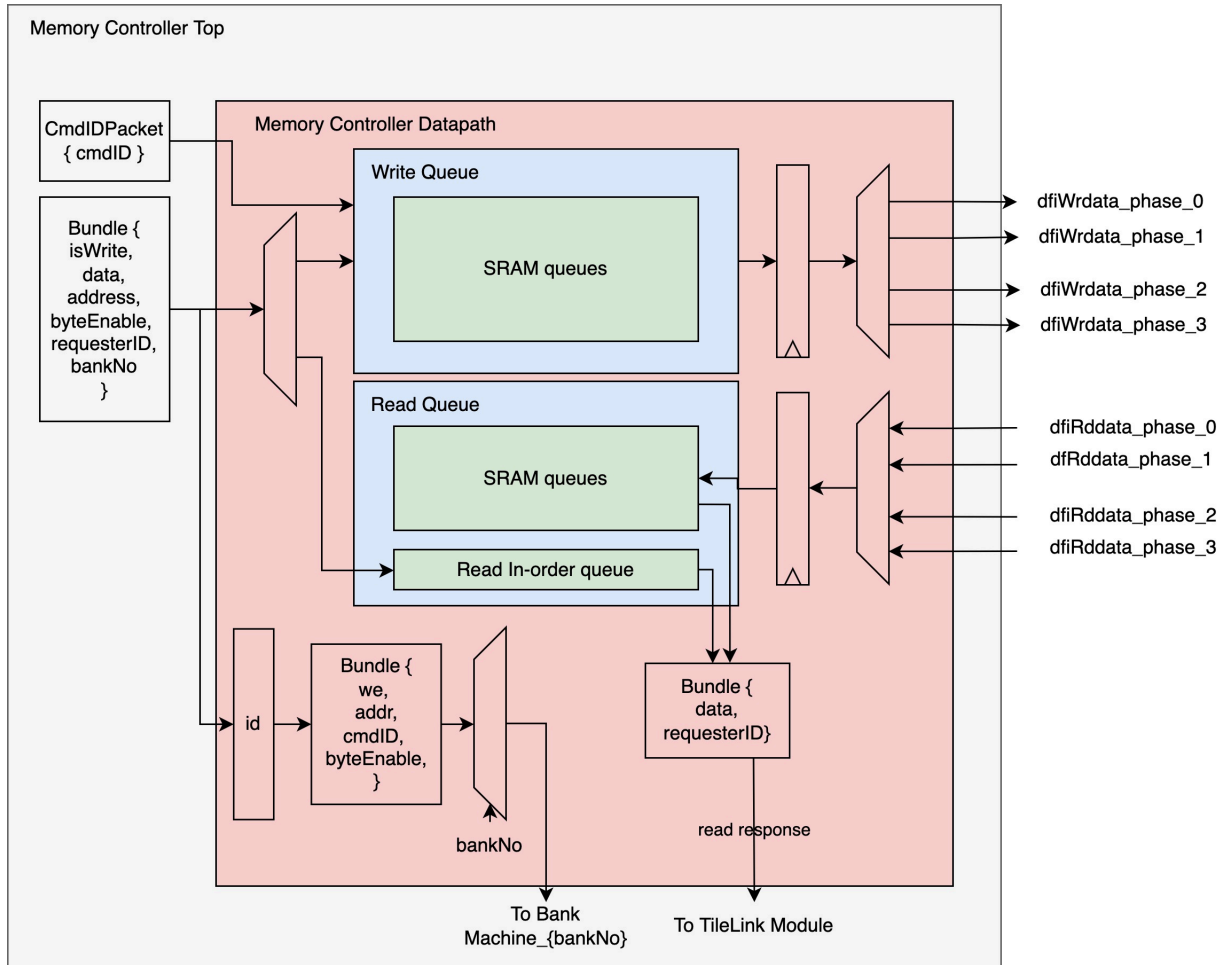 Memory Controller Top
CmdIDPacket
{ cmdID }
Bundle {
isWrite,
data,
address,
byteEnable,
requesterID,
bankNo
}
Memory Controller Datapath
Write Queue
SRAM queues
dfiWrdata_phase_0
dfiWrdata_phase_1
dfiWrdata_phase_2
dfiWrdata_phase_3
Read Queue
SRAM queues
Read In-order queue
dfiRddata_phase_0
dfRddata_phase_1
dfiRddata_phase_2
dfiRddata_phase_3
id
Bundle {
we,
addr,
cmdID,
byteEnable,
}
bankNo
Bundle {
data,
requesterID}
read response
To Bank
Machine_{bankNo}
To TileLink Module